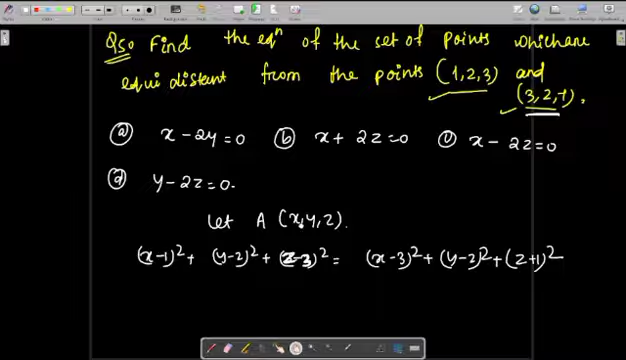 Q50 Find the eqⁿ of the set of points which are
equidistant from the points (1,2,3) and
(3,2,-1).
(a) x-2y=0 (b) x+2z=0 (c) x-2z=0
(d) y-2z=0.
Let A (x,y,z).
(x-1)²+ (y-2)²+(z-3)²= (x-3)²+(y-2)²+(z+1)²